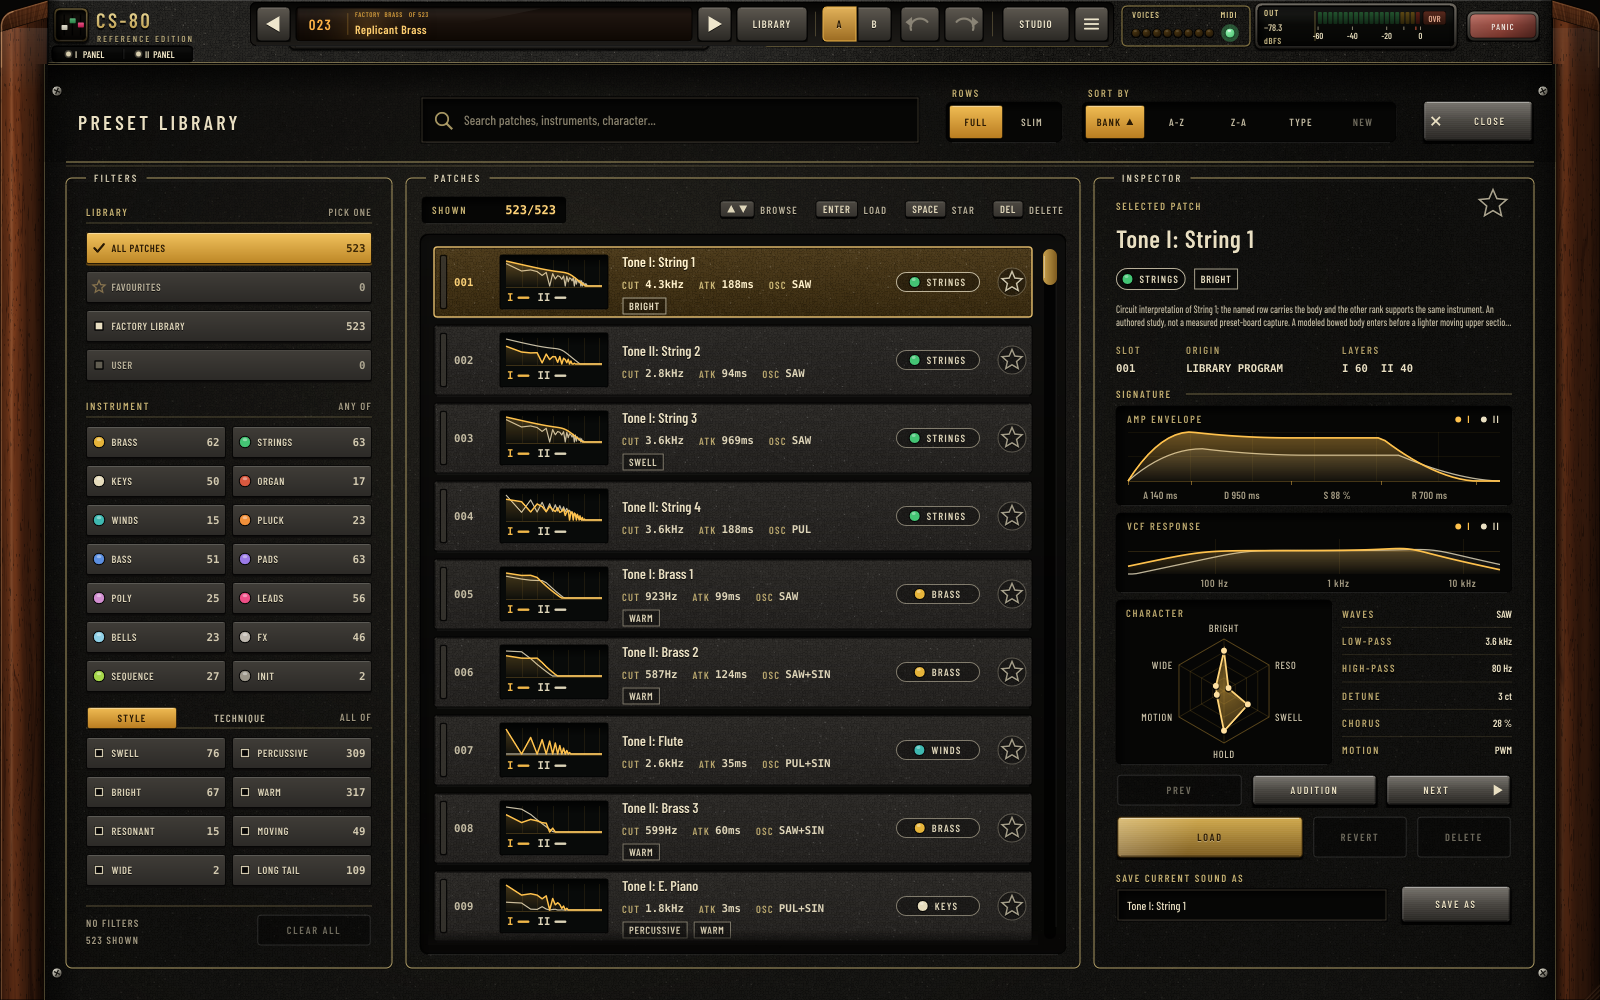 CS-80
REFERENCE EDITION
I PANEL
II PANEL
023
FACTORY BRASS OF 523
Replicant Brass
LIBRARY
A
B
STUDIO
VOICES
MIDI
OUT
-78.3
dBFS
-60 -40 -20 0
OVR
PANIC
PRESET LIBRARY
Search patches, instruments, character...
ROWS
FULL
SLIM
SORT BY
BANK ▲
A-Z
Z-A
TYPE
NEW
CLOSE
FILTERS
LIBRARY PICK ONE
ALL PATCHES 523
FAVOURITES 0
FACTORY LIBRARY 523
USER 0
INSTRUMENT ANY OF
BRASS 62
STRINGS 63
KEYS 50
ORGAN 17
WINDS 15
PLUCK 23
BASS 51
PADS 63
POLY 25
LEADS 56
BELLS 23
FX 46
SEQUENCE 27
INIT 2
STYLE
TECHNIQUE
ALL OF
SWELL 76
PERCUSSIVE 309
BRIGHT 67
WARM 317
RESONANT 15
MOVING 49
WIDE 2
LONG TAIL 109
NO FILTERS
523 SHOWN
CLEAR ALL
PATCHES
SHOWN 523/523
▲▼ BROWSE
ENTER LOAD
SPACE STAR
DEL DELETE
001
I II
Tone I: String 1
CUT 4.3kHz ATK 188ms OSC SAW
BRIGHT
STRINGS
002
I II
Tone II: String 2
CUT 2.8kHz ATK 94ms OSC SAW
STRINGS
003
I II
Tone I: String 3
CUT 3.6kHz ATK 969ms OSC SAW
SWELL
STRINGS
004
I II
Tone II: String 4
CUT 3.6kHz ATK 188ms OSC PUL
STRINGS
005
I II
Tone I: Brass 1
CUT 923Hz ATK 99ms OSC SAW
WARM
BRASS
006
I II
Tone II: Brass 2
CUT 587Hz ATK 124ms OSC SAW+SIN
WARM
BRASS
007
I II
Tone I: Flute
CUT 2.6kHz ATK 35ms OSC PUL+SIN
WINDS
008
I II
Tone II: Brass 3
CUT 599Hz ATK 60ms OSC SAW+SIN
WARM
BRASS
009
I II
Tone I: E. Piano
CUT 1.8kHz ATK 3ms OSC PUL+SIN
PERCUSSIVE WARM
KEYS
INSPECTOR
SELECTED PATCH
Tone I: String 1
STRINGS
BRIGHT
Circuit interpretation of String 1; the named row carries the body and the other rank supports the same instrument. An
authored study, not a measured preset-board capture. A modeled bowed body enters before a lighter moving upper sectio...
SLOT ORIGIN LAYERS
001 LIBRARY PROGRAM I 60 II 40
SIGNATURE
AMP ENVELOPE I II
A 140 ms D 950 ms S 88 % R 700 ms
VCF RESPONSE I II
100 Hz 1 kHz 10 kHz
CHARACTER
BRIGHT
RESO
SWELL
HOLD
MOTION
WIDE
WAVES SAW
LOW-PASS 3.6 kHz
HIGH-PASS 80 Hz
DETUNE 3 ct
CHORUS 28 %
MOTION PWM
PREV
AUDITION
NEXT
LOAD
REVERT
DELETE
SAVE CURRENT SOUND AS
Tone I: String 1
SAVE AS